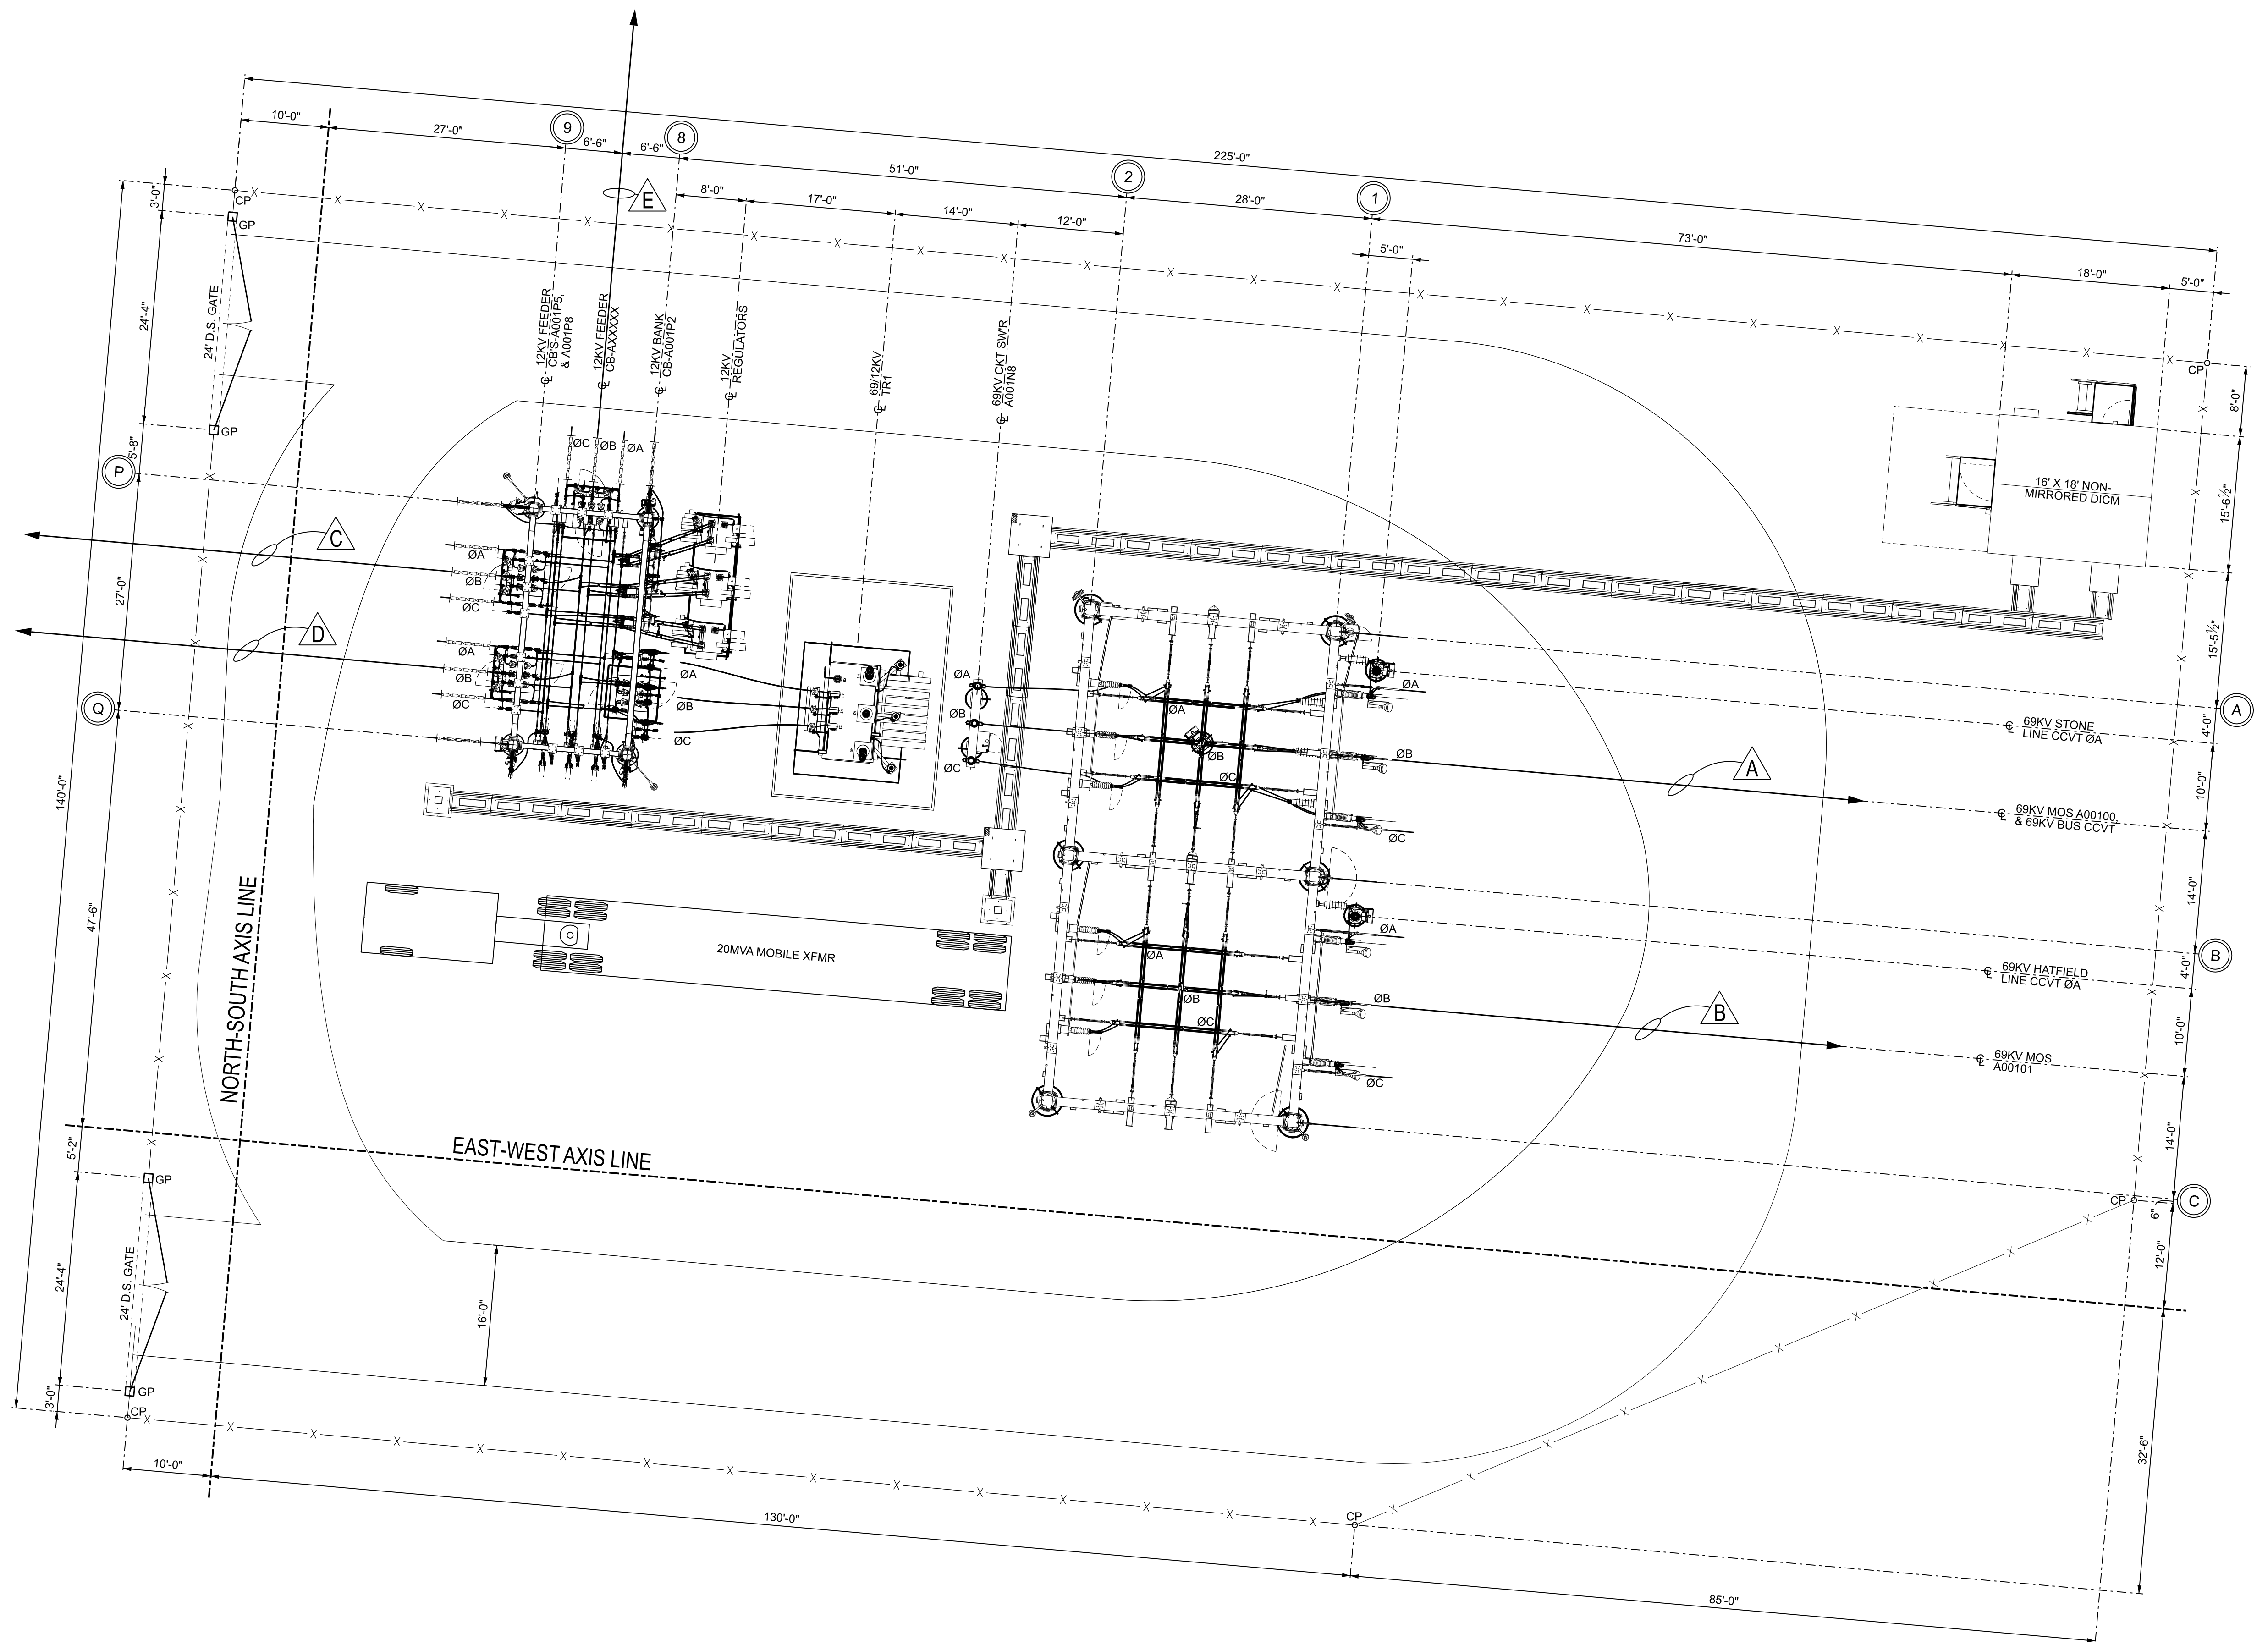 225'-0"
10'-0"
27'-0"
9
6'-6"
6'-6"
8
51'-0"
2
28'-0"
1
73'-0"
18'-0"
5'-0"
E
8'-0"
17'-0"
14'-0"
12'-0"
5'-0"
3'-0"
CP
GP
24'-4"
24' D.S. GATE
GP
5'-8"
P
12KV FEEDER
CB'S-A001P5,
& A001P8
12KV FEEDER
CB-AXXXXX
12KV BANK
CB-A001P2
12KV
REGULATORS
69/12KV
TR1
69KV CKT SW'R
A001N8
CP
8'-0"
16' X 18' NON-
MIRRORED DICM
15'-6½"
15'-5½"
ØC
ØB
ØA
C
ØA
ØB
ØC
27'-0"
D
ØA
ØB
ØC
Q
ØA
ØB
ØC
ØA
ØB
ØC
ØA
ØB
ØC
ØA
ØB
ØC
A
4'-0"
69KV STONE
LINE CCVT ØA
A
10'-0"
69KV MOS A00100,
& 69KV BUS CCVT
14'-0"
140'-0"
47'-6"
NORTH-SOUTH AXIS LINE
20MVA MOBILE XFMR
ØA
ØB
ØC
ØA
ØB
ØC
B
4'-0"
69KV HATFIELD
LINE CCVT ØA
B
10'-0"
69KV MOS
A00101
14'-0"
EAST-WEST AXIS LINE
5'-2"
GP
24'-4"
24' D.S. GATE
GP
3'-0"
CP
16'-0"
CP
C
6"
12'-0"
32'-6"
10'-0"
130'-0"
CP
85'-0"